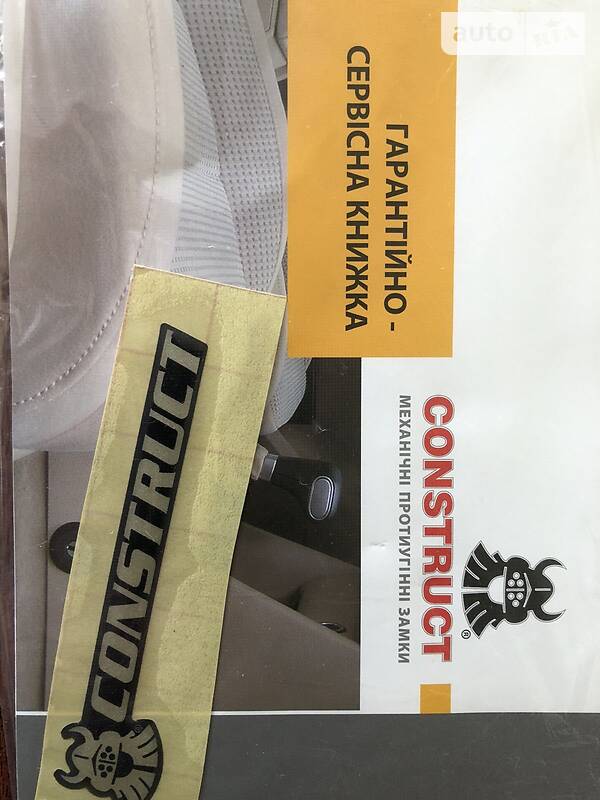 auto RIA
ГАРАНТІЙНО -
СЕРВІСНА КНИЖКА
CONSTRUCT®
МЕХАНІЧНІ ПРОТИУГІННІ ЗАМКИ
CONSTRUCT®